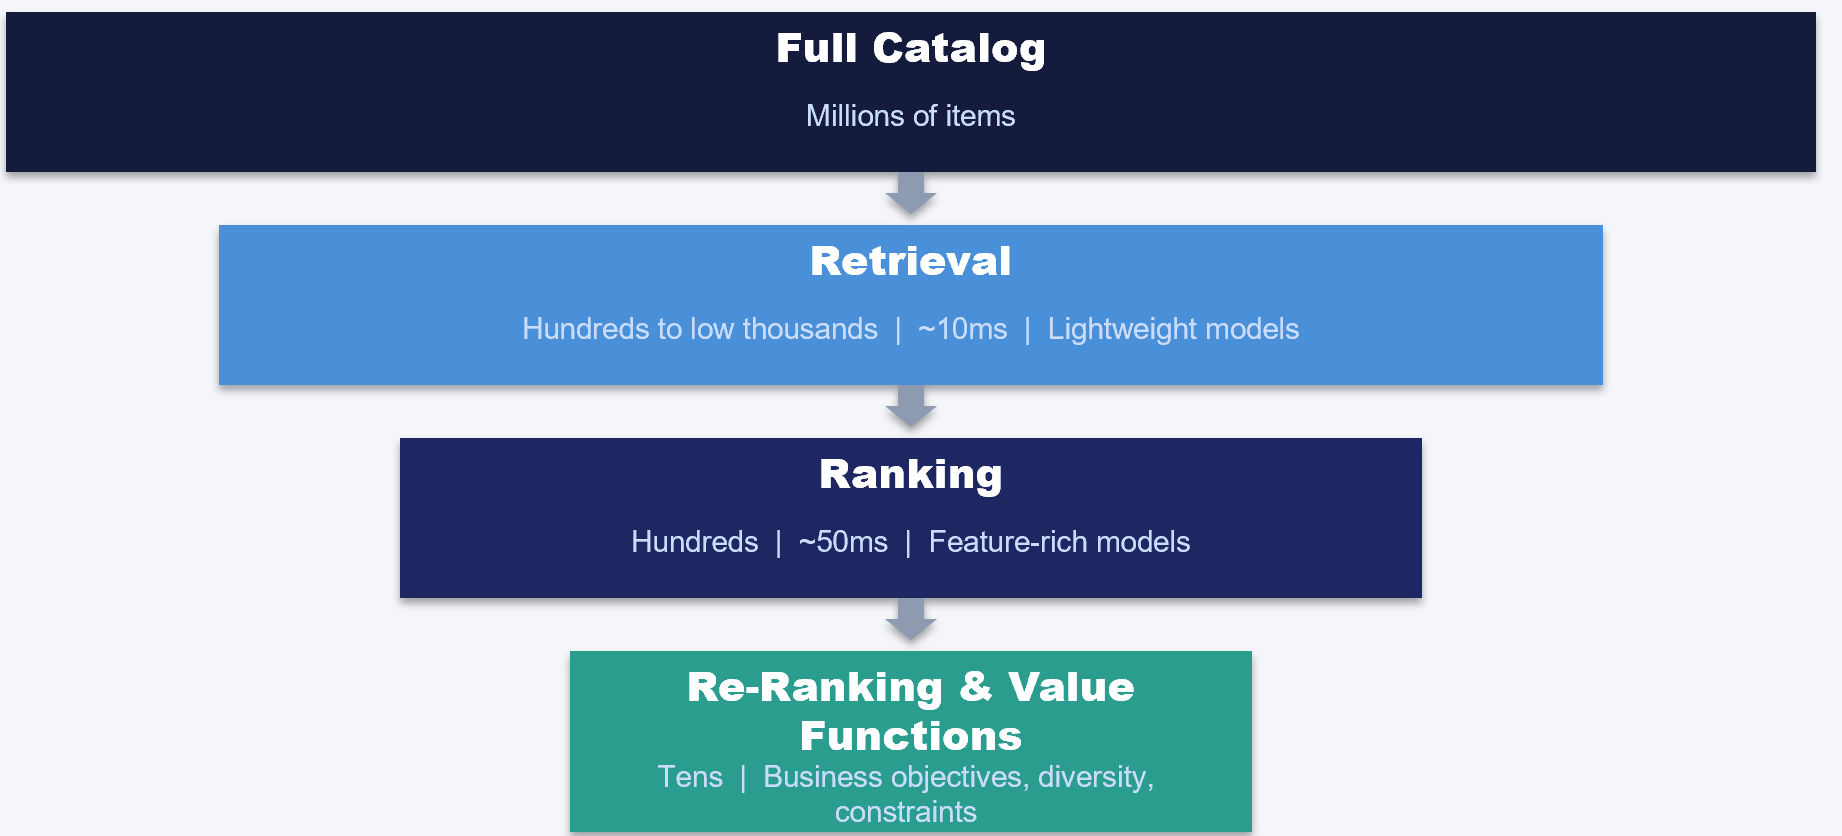 Full Catalog
Millions of items
Retrieval
Hundreds to low thousands | ~10ms | Lightweight models
Ranking
Hundreds | ~50ms | Feature-rich models
Re-Ranking & Value
Functions
Tens | Business objectives, diversity,
constraints